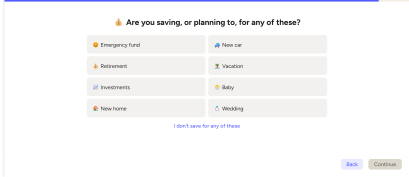 Are you saving, or planning to, for any of these?
Emergency fund
New car
Retirement
Vacation
Investments
Baby
New home
Wedding
I don't save for any of these
Back
Continue